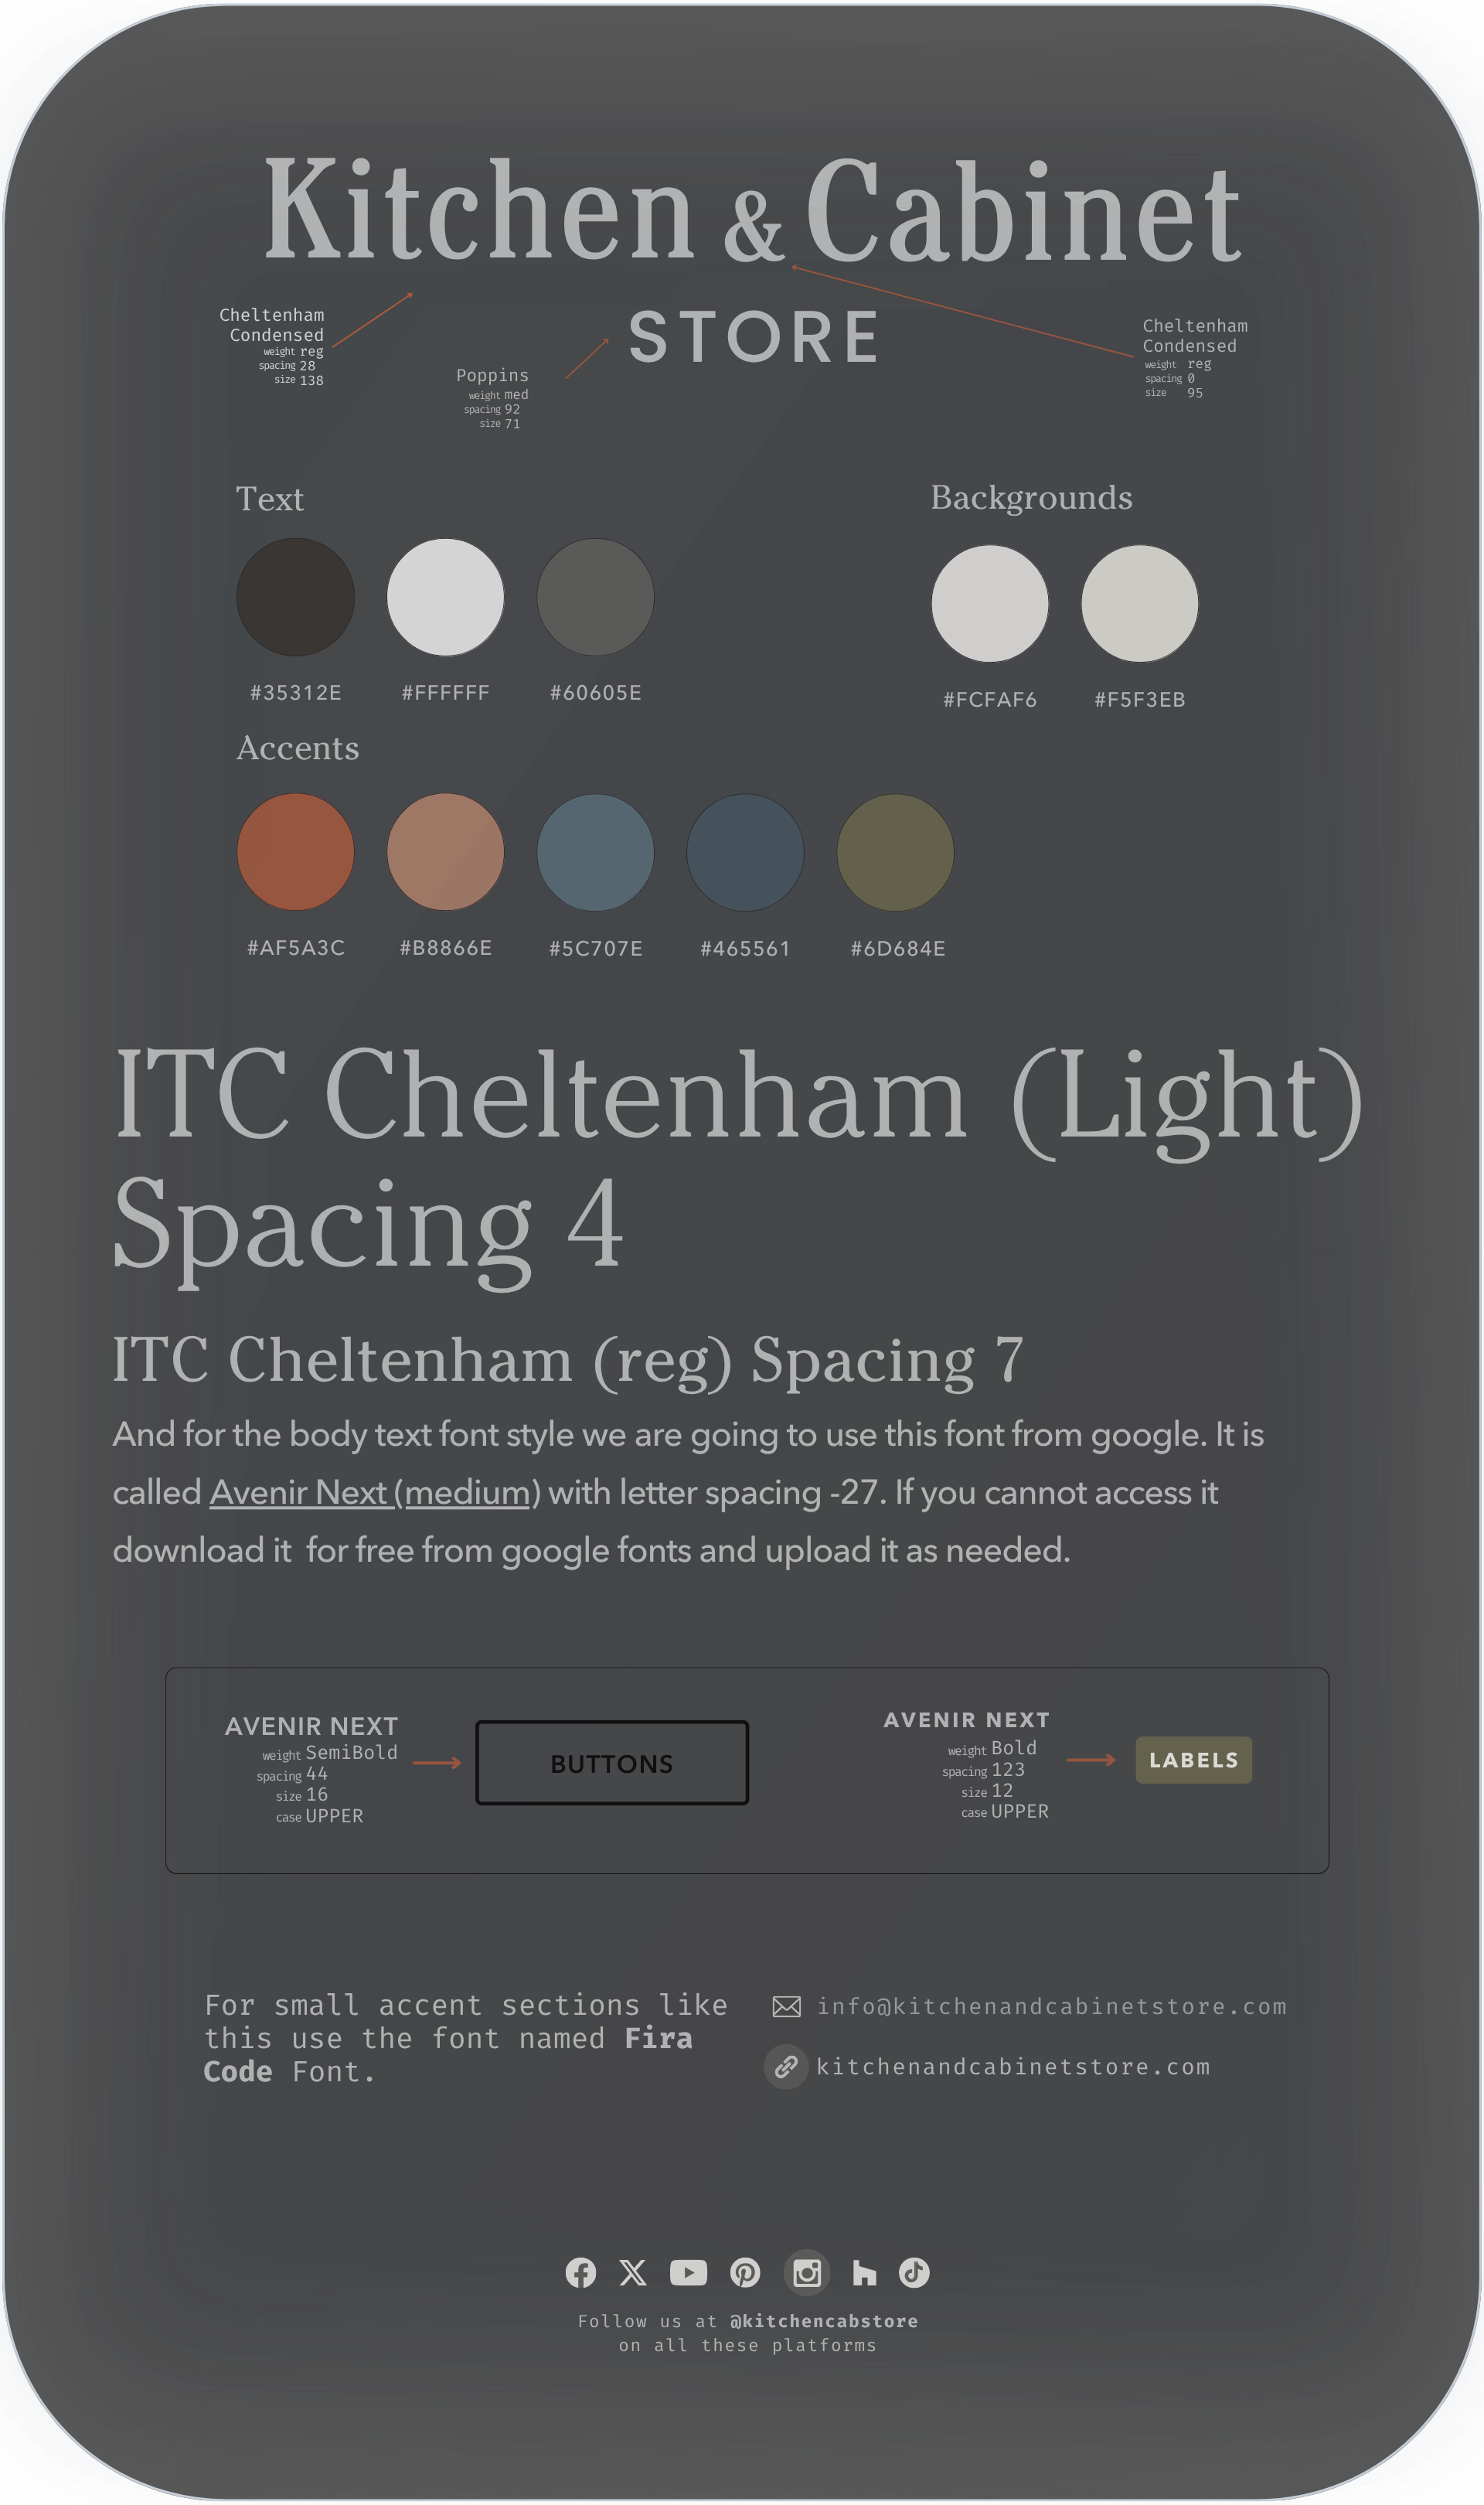 Kitchen & Cabinet
STORE
Cheltenham
Condensed
weight reg
spacing 28
size 138
Poppins
weight med
spacing 92
size 71
Cheltenham
Condensed
weight reg
spacing 0
size 95
Text
#35312E #FFFFFF #60605E
Backgrounds
#FCFAF6 #F5F3EB
Accents
#AF5A3C #B8866E #5C707E #465561 #6D684E
ITC Cheltenham (Light)
Spacing 4
ITC Cheltenham (reg) Spacing 7
And for the body text font style we are going to use this font from google. It is
called Avenir Next (medium) with letter spacing -27. If you cannot access it
download it  for free from google fonts and upload it as needed.
AVENIR NEXT
weight SemiBold
spacing 44
size 16
case UPPER
BUTTONS
AVENIR NEXT
weight Bold
spacing 123
size 12
case UPPER
LABELS
For small accent sections like
this use the font named Fira
Code Font.
info@kitchenandcabinetstore.com
kitchenandcabinetstore.com
Follow us at @kitchencabstore
on all these platforms